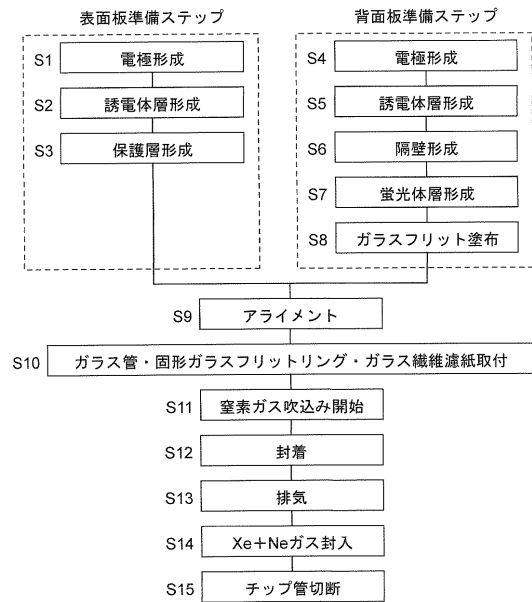 表面板準備ステップ
S1 電極形成
S2 誘電体層形成
S3 保護層形成
背面板準備ステップ
S4 電極形成
S5 誘電体層形成
S6 隔壁形成
S7 蛍光体層形成
S8 ガラスフリット塗布
S9 アライメント
S10 ガラス管・固形ガラスフリットリング・ガラス繊維濾紙取付
S11 窒素ガス吹込み開始
S12 封着
S13 排気
S14 Xe+Neガス封入
S15 チップ管切断